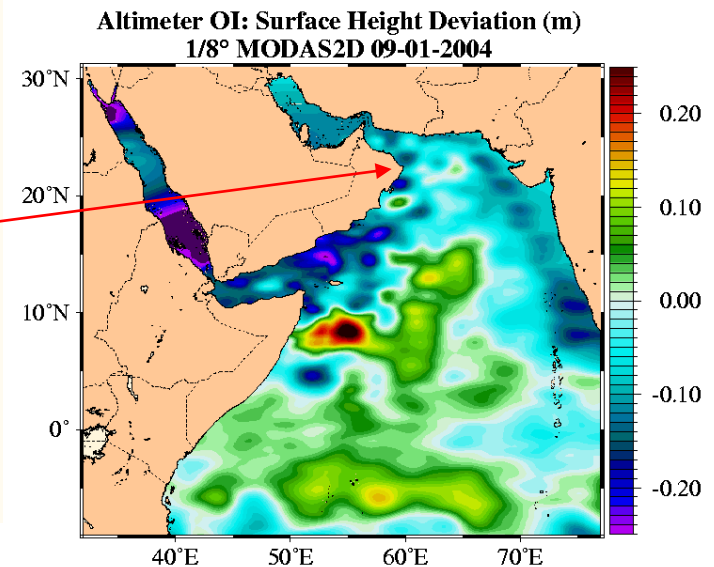 Altimeter OI: Surface Height Deviation (m)
1/8° MODAS2D 09-01-2004
30°N
20°N
10°N
0°
40°E 50°E 60°E 70°E
0.20
0.10
0.00
-0.10
-0.20